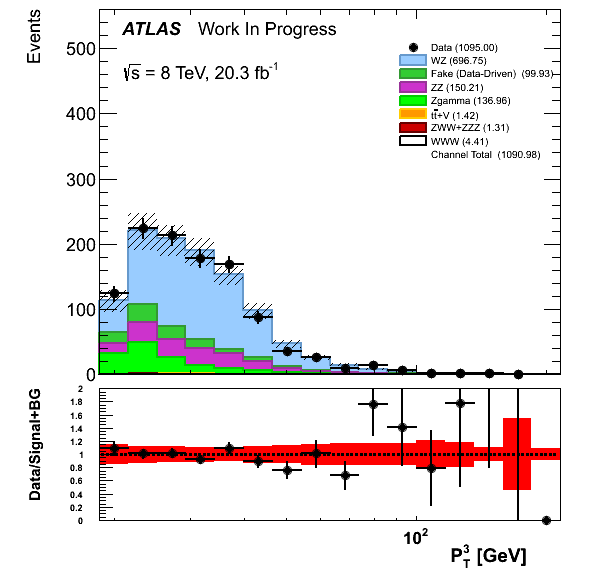 Events
ATLAS Work In Progress
√s = 8 TeV, 20.3 fb⁻¹
Data (1095.00)
WZ (696.75)
Fake (Data-Driven) (99.93)
ZZ (150.21)
Zgamma (136.96)
tt̄+V (1.42)
ZWW+ZZZ (1.31)
WWW (4.41)
Channel Total (1090.98)
500
400
300
200
100
0
Data/Signal+BG
2
1.8
1.6
1.4
1.2
1
0.8
0.6
0.4
0.2
0
10²
P³_T [GeV]